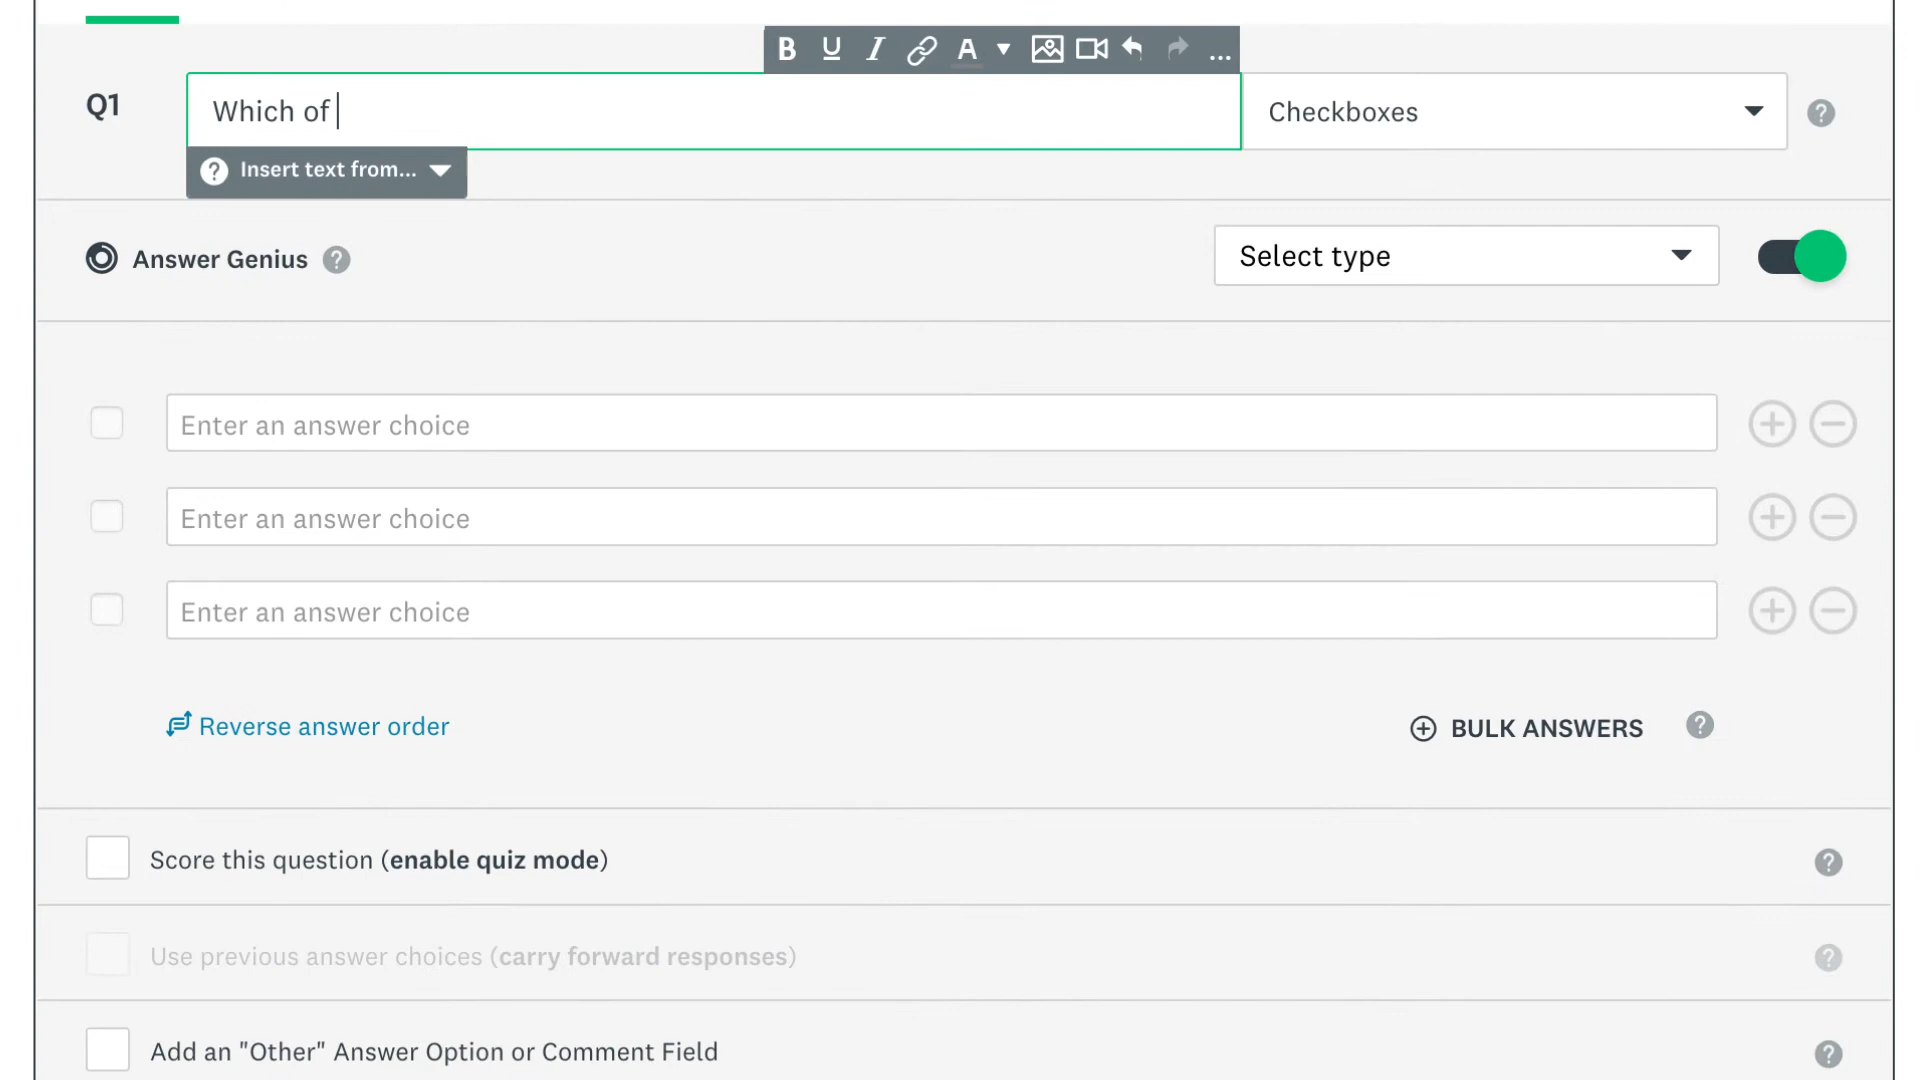 B U I A ...
Q1
Which of
Checkboxes
?
? Insert text from...
Answer Genius ?
Select type
Enter an answer choice
Enter an answer choice
Enter an answer choice
Reverse answer order
BULK ANSWERS ?
Score this question (enable quiz mode) ?
Use previous answer choices (carry forward responses) ?
Add an "Other" Answer Option or Comment Field ?